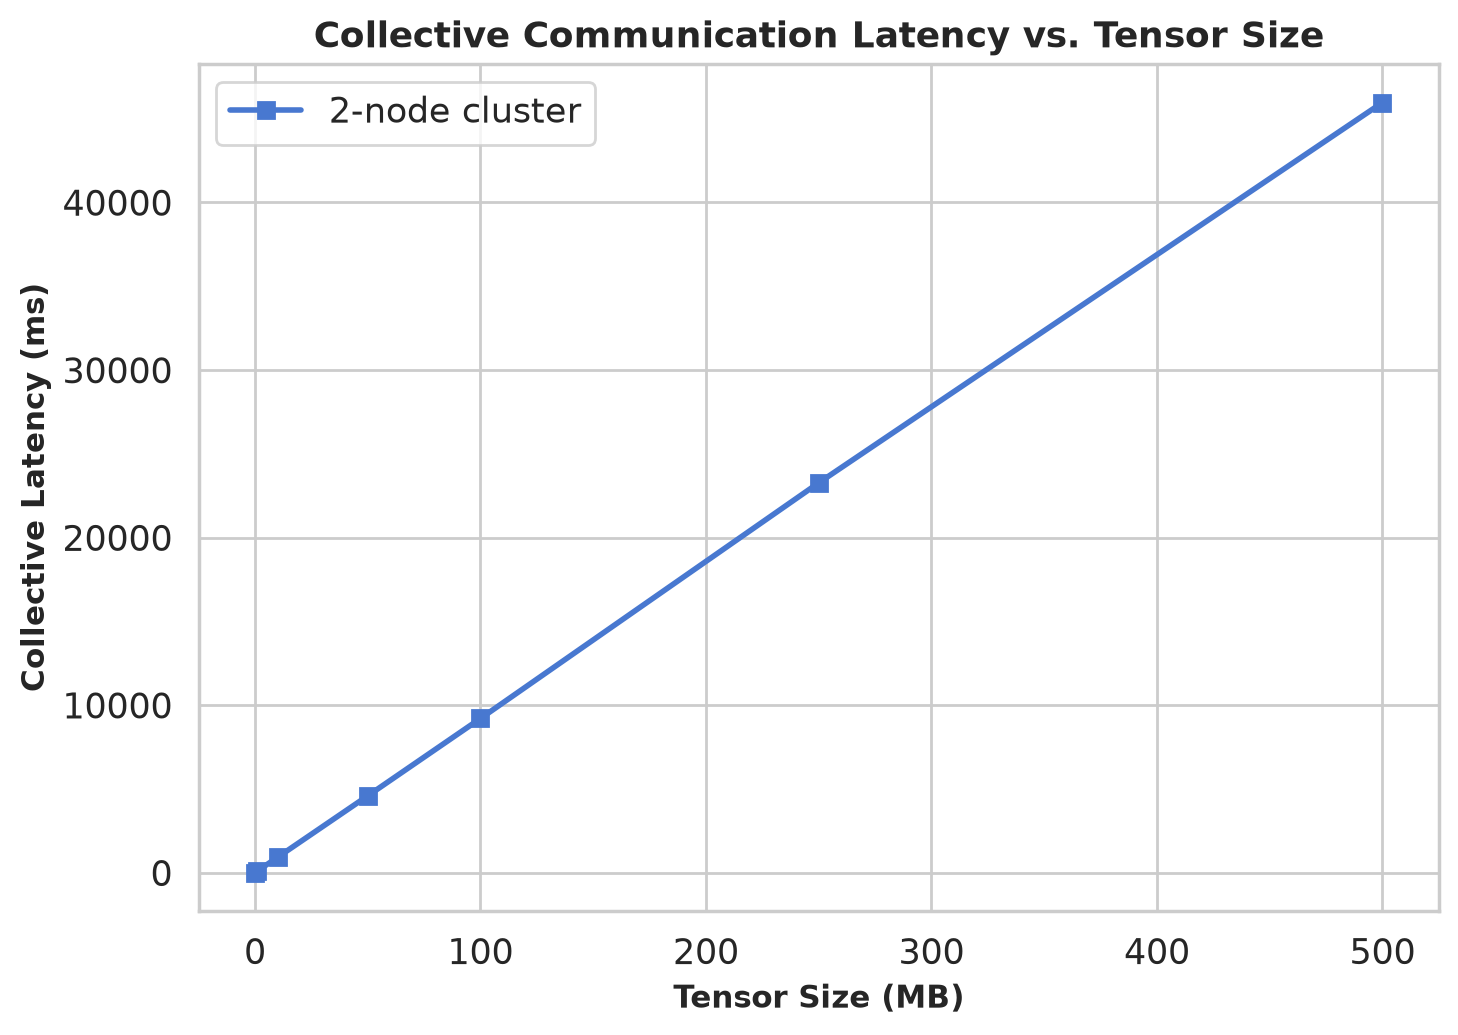 Collective Communication Latency vs. Tensor Size
2-node cluster
Collective Latency (ms)
40000
30000
20000
10000
0
0 100 200 300 400 500
Tensor Size (MB)